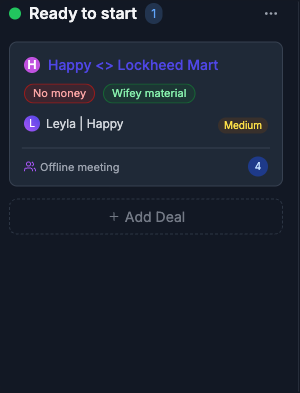 Ready to start 1 ...
H Happy <> Lockheed Mart
No money Wifey material
L Leyla | Happy Medium
Offline meeting 4
+ Add Deal